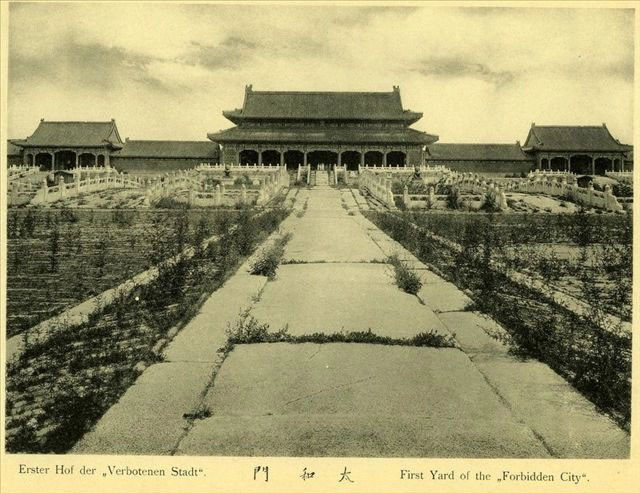 Erster Hof der „Verbotenen Stadt“. 門 和 太 First Yard of the „Forbidden City“.